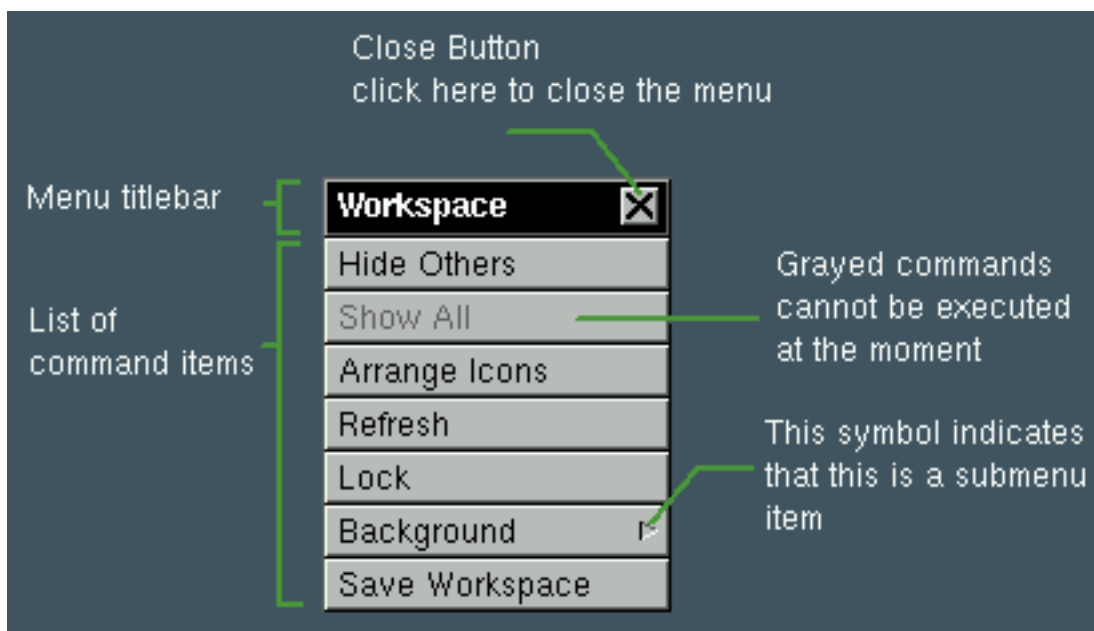 Close Button
click here to close the menu
Menu titlebar
Workspace
Hide Others
Show All
Arrange Icons
Refresh
Lock
Background
Save Workspace
List of
command items
Grayed commands
cannot be executed
at the moment
This symbol indicates
that this is a submenu
item